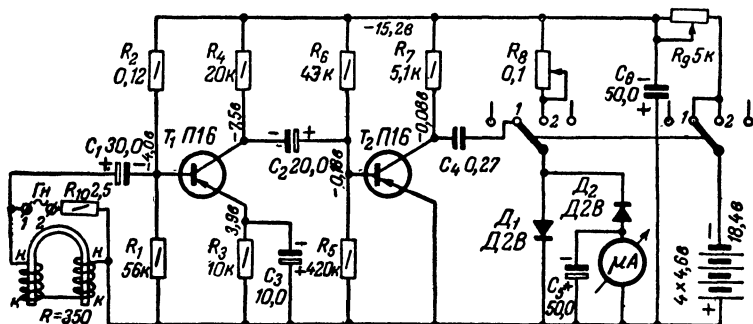 -15,2в
R₂
0,12
R₄
20к
R₆
43к
R₇
5,1к
R₈
0,1
C₆
50,0
R₉ 5к
C₁ 30,0
-4,0в
T₁ П16
-7,5в
C₂ 20,0
-0,18в
T₂ П16
-0,08в
C₄ 0,27
1
2
1
2
Гн
1
2
R₁₀ 2,5
н
н
к
к
R=350
R₁
56к
3,9в
R₃
10к
C₃
10,0
R₅
420к
Д₁
Д2В
Д₂
Д2В
C₅
50,0
μA
4×4,6в
18,4в